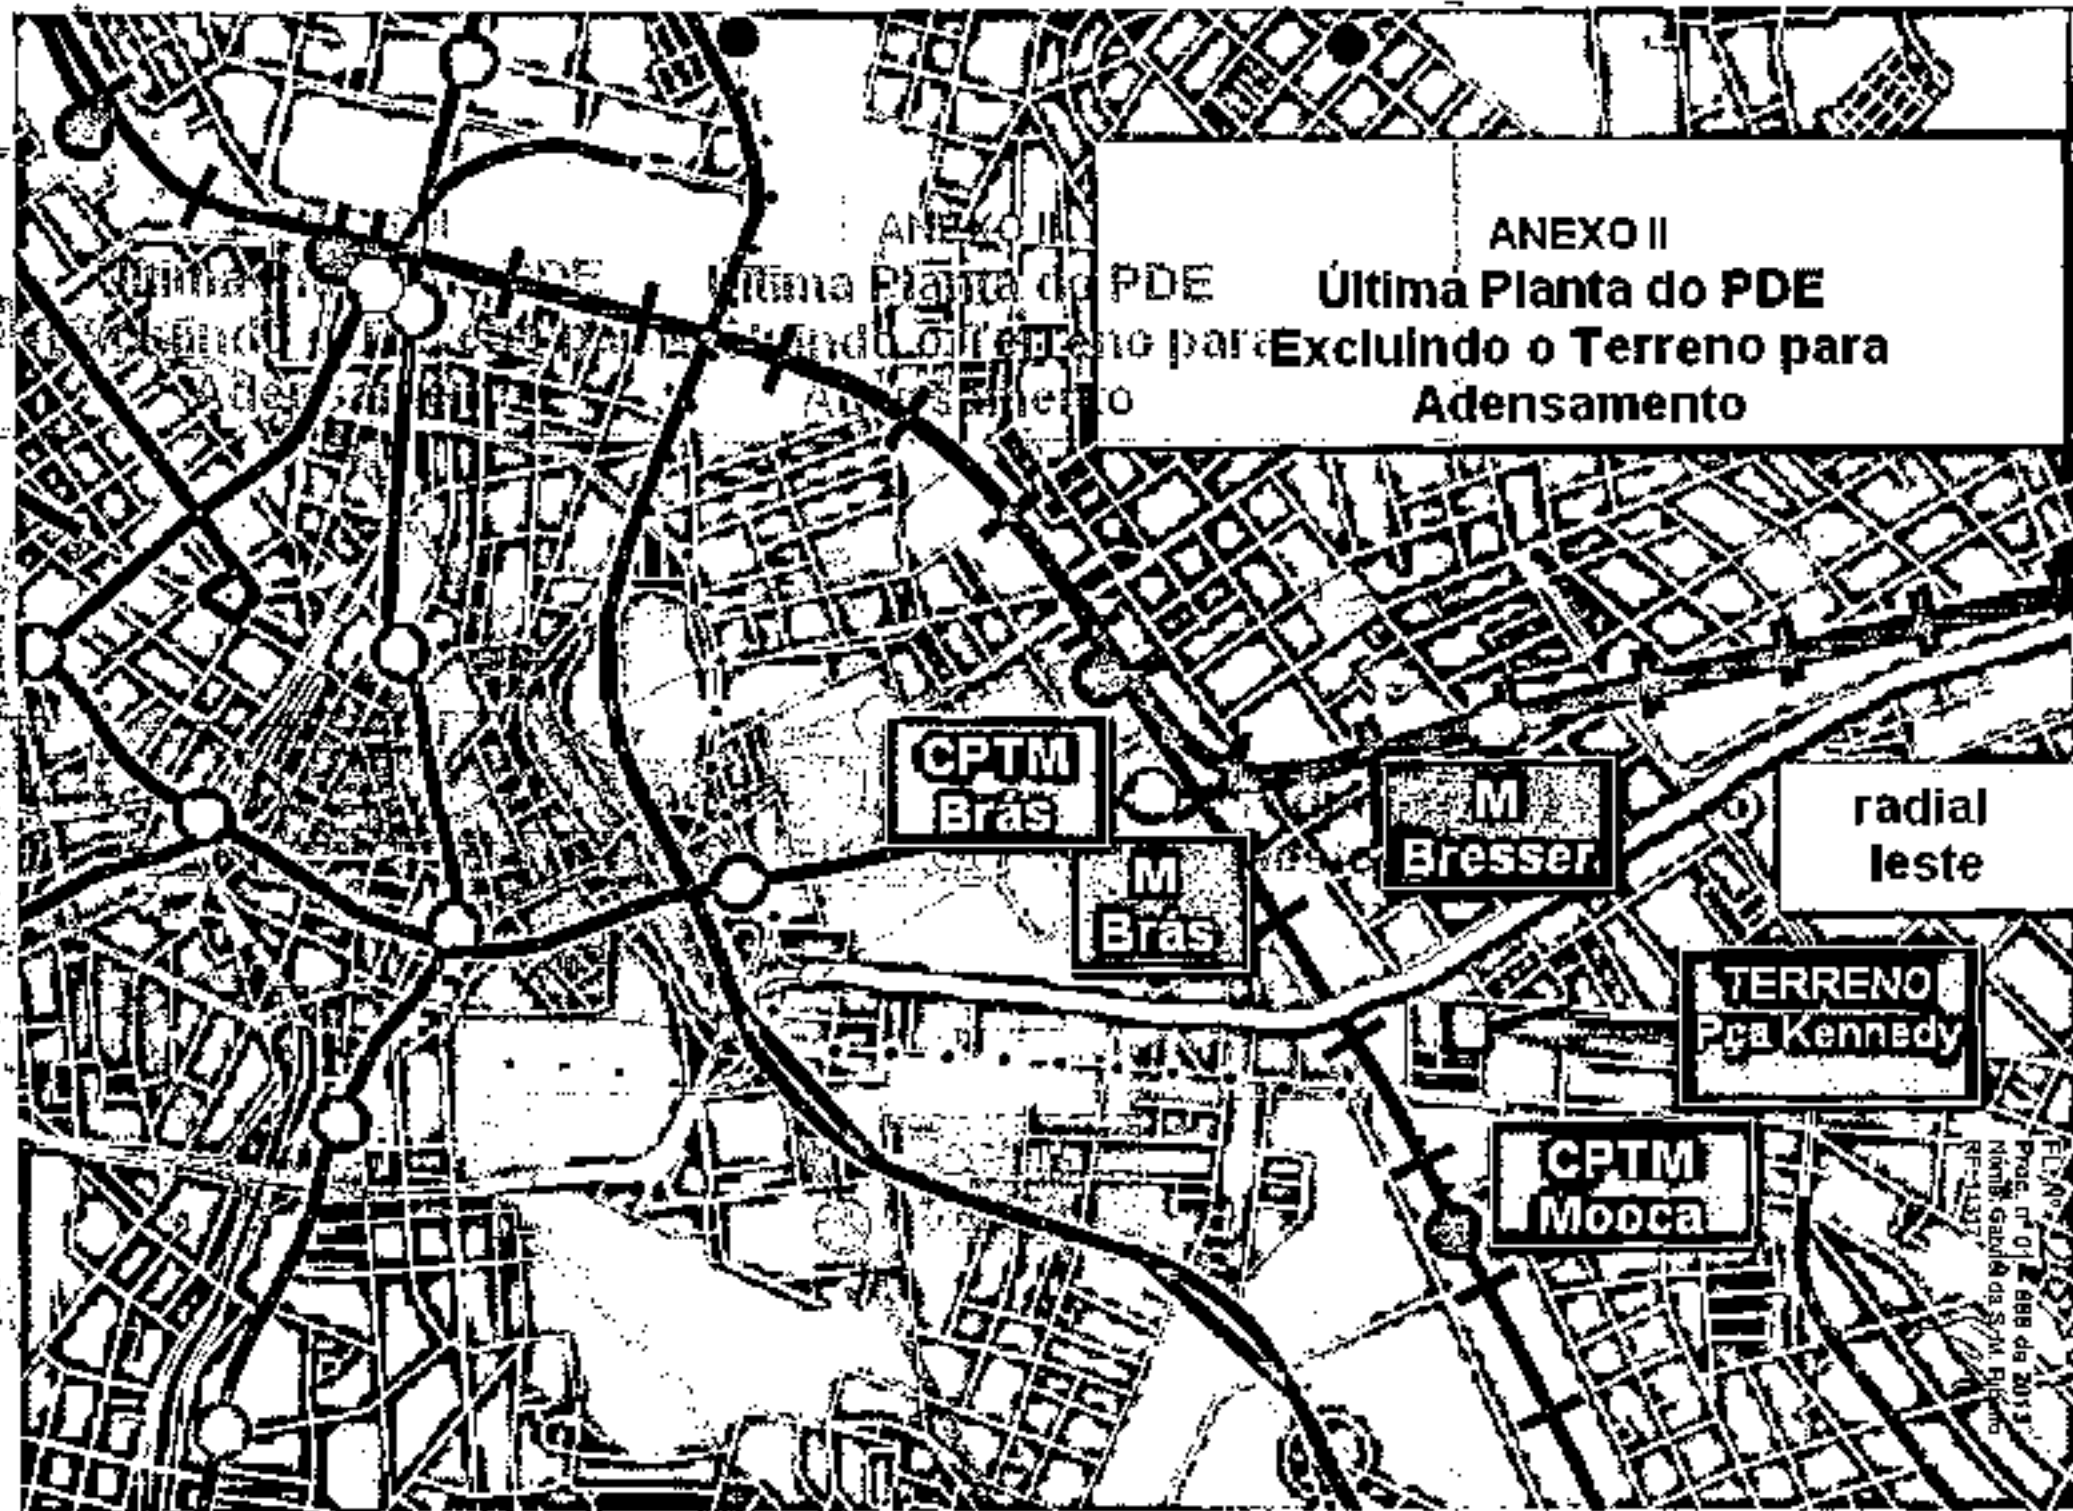 ANEXO II
Última Planta do PDE
Excluindo o Terreno para
Adensamento
CPTM
Brás
M
Brás
M
Bresser
radial
leste
TERRENO
Pça Kennedy
CPTM
Mooca